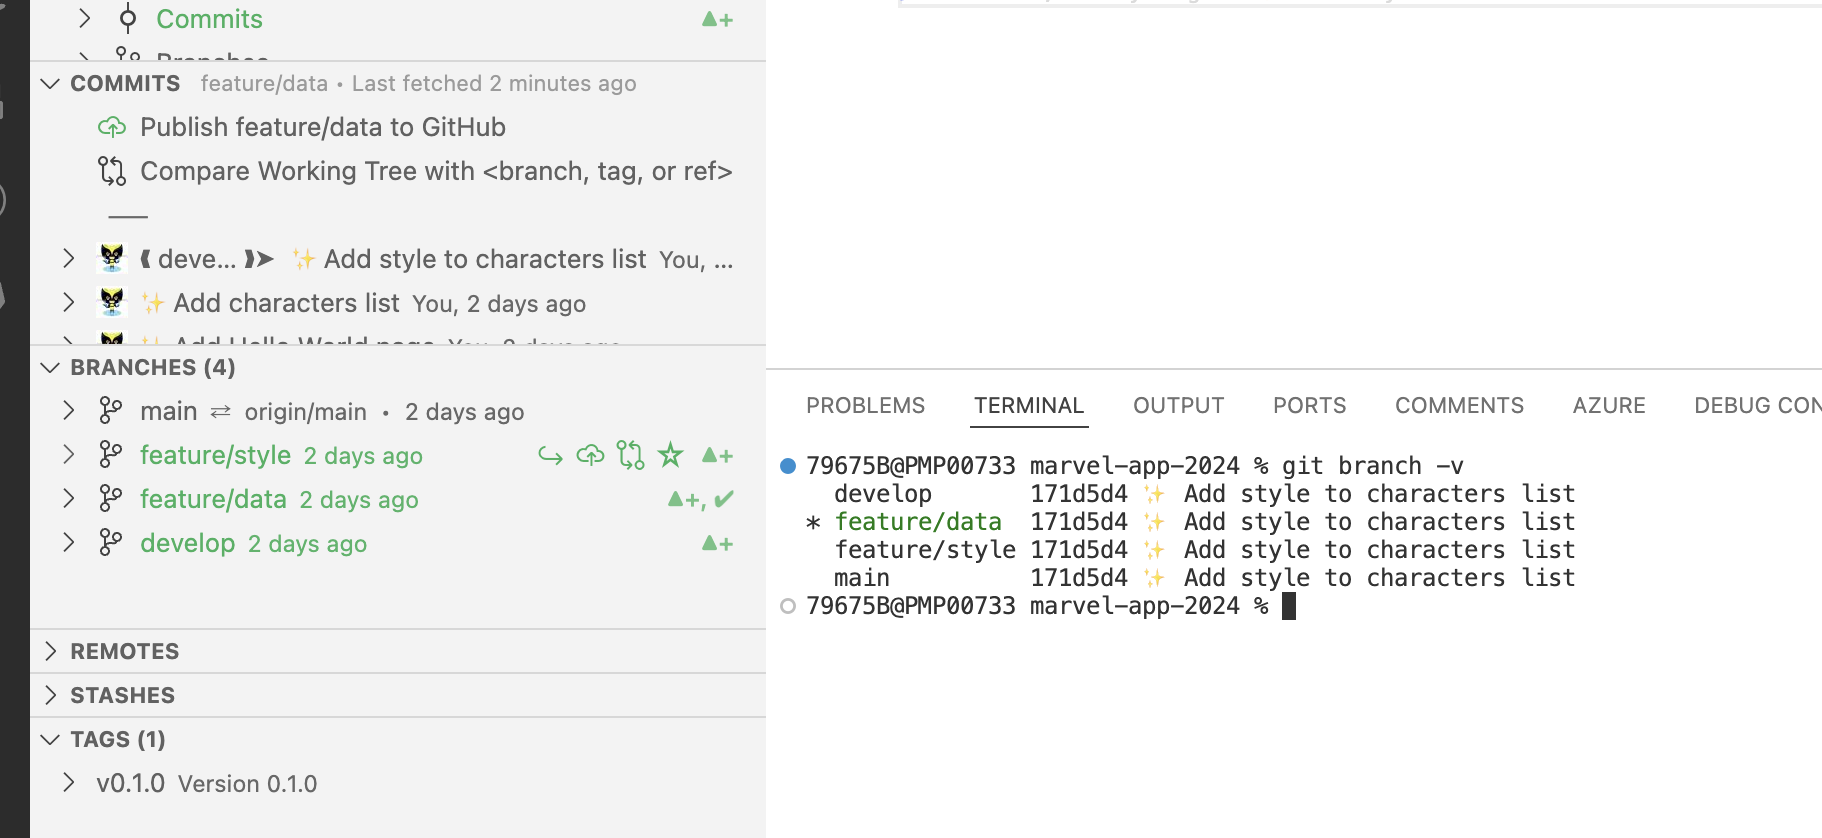 Commits
Branches
COMMITS feature/data • Last fetched 2 minutes ago
Publish feature/data to GitHub
Compare Working Tree with <branch, tag, or ref>
❪ deve... ❫➤ ✨ Add style to characters list You, ...
✨ Add characters list You, 2 days ago
✨ Add Hello World page You, 2 days ago
BRANCHES (4)
main ⇄ origin/main • 2 days ago
feature/style 2 days ago
feature/data 2 days ago
develop 2 days ago
REMOTES
STASHES
TAGS (1)
v0.1.0 Version 0.1.0
PROBLEMS TERMINAL OUTPUT PORTS COMMENTS AZURE DEBUG CON
79675B@PMP00733 marvel-app-2024 % git branch -v
develop 171d5d4 ✨ Add style to characters list
* feature/data 171d5d4 ✨ Add style to characters list
feature/style 171d5d4 ✨ Add style to characters list
main 171d5d4 ✨ Add style to characters list
79675B@PMP00733 marvel-app-2024 %